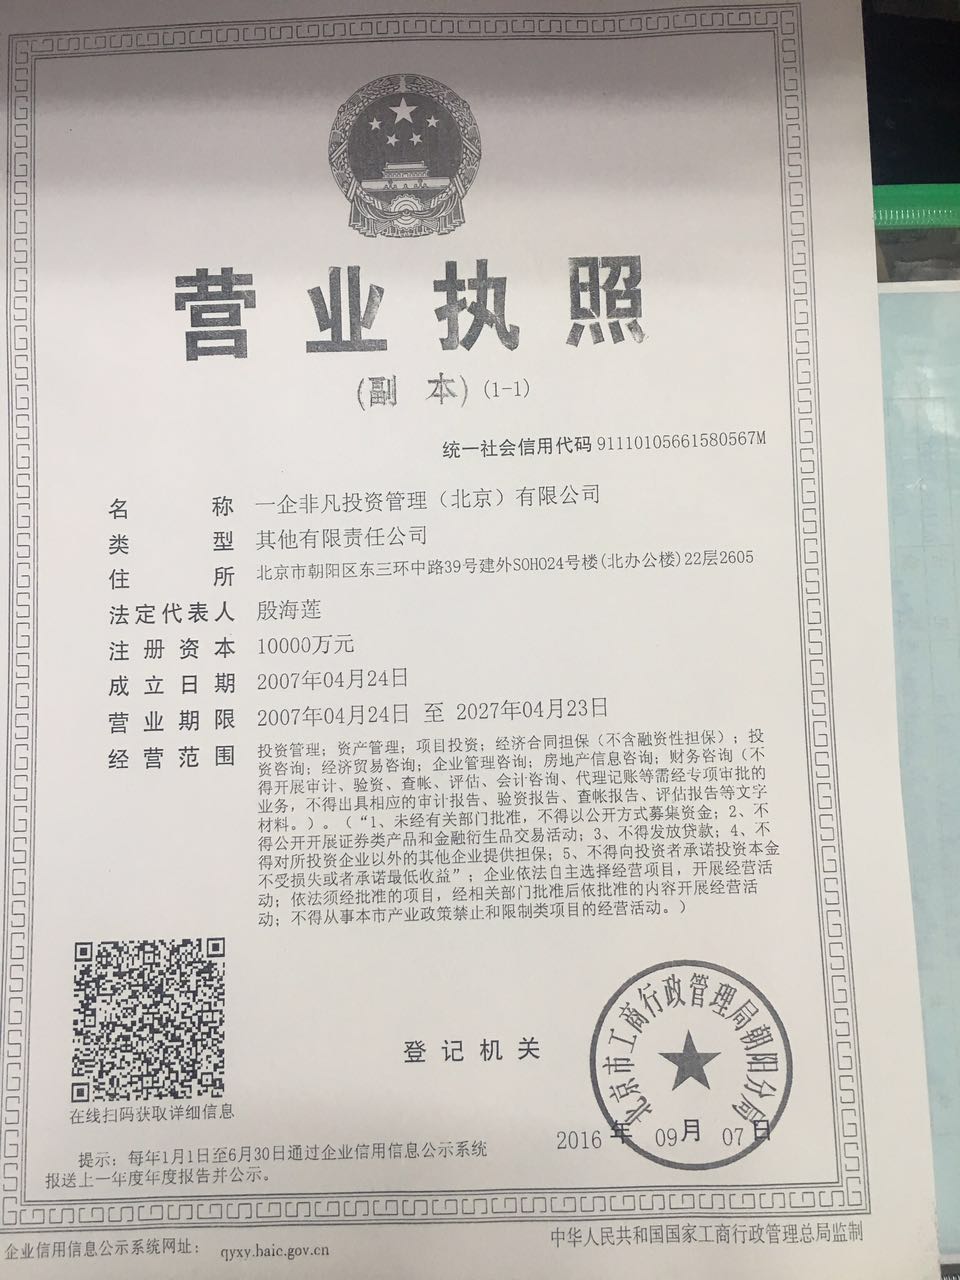 营业执照
(副 本) (1-1)
统一社会信用代码 91110105661580567M
名称 一企非凡投资管理（北京）有限公司
类型 其他有限责任公司
住所 北京市朝阳区东三环中路39号建外SOHO24号楼(北办公楼)22层2605
法定代表人 殷海莲
注册资本 10000万元
成立日期 2007年04月24日
营业期限 2007年04月24日 至 2027年04月23日
经营范围 投资管理；资产管理；项目投资；经济合同担保（不含融资性担保）；投
资咨询；经济贸易咨询；企业管理咨询；房地产信息咨询；财务咨询（不
得开展审计、验资、查帐、评估、会计咨询、代理记账等需经专项审批的
业务，不得出具相应的审计报告、验资报告、查帐报告、评估报告等文字
材料。）。（“1、未经有关部门批准，不得以公开方式募集资金；2、不
得公开开展证券类产品和金融衍生品交易活动；3、不得发放贷款；4、不
得对所投资企业以外的其他企业提供担保；5、不得向投资者承诺投资本金
不受损失或者承诺最低收益”；企业依法自主选择经营项目，开展经营活
动；依法须经批准的项目，经相关部门批准后依批准的内容开展经营活
动；不得从事本市产业政策禁止和限制类项目的经营活动。）
在线扫码获取详细信息
登记机关
北京市工商行政管理局朝阳分局
2016 年 09月 07日
提示：每年1月1日至6月30日通过企业信用信息公示系统
报送上一年度年度报告并公示。
企业信用信息公示系统网址： qyxy.baic.gov.cn
中华人民共和国国家工商行政管理总局监制